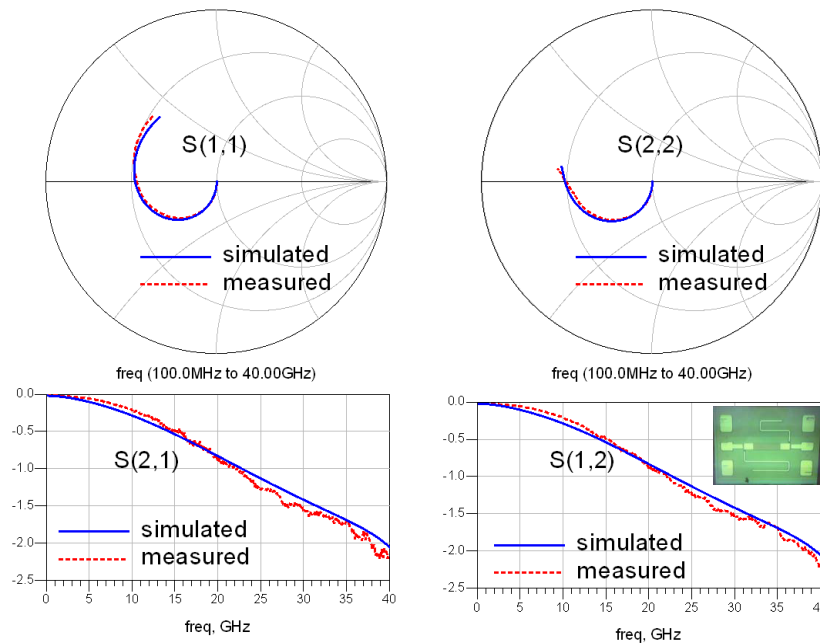 S(1,1)
simulated
measured
freq (100.0MHz to 40.00GHz)
S(2,2)
simulated
measured
freq (100.0MHz to 40.00GHz)
0.0
-0.5
-1.0
-1.5
-2.0
-2.5
S(2,1)
simulated
measured
0 5 10 15 20 25 30 35 40
freq, GHz
0.0
-0.5
-1.0
-1.5
-2.0
-2.5
S(1,2)
simulated
measured
0 5 10 15 20 25 30 35 40
freq, GHz